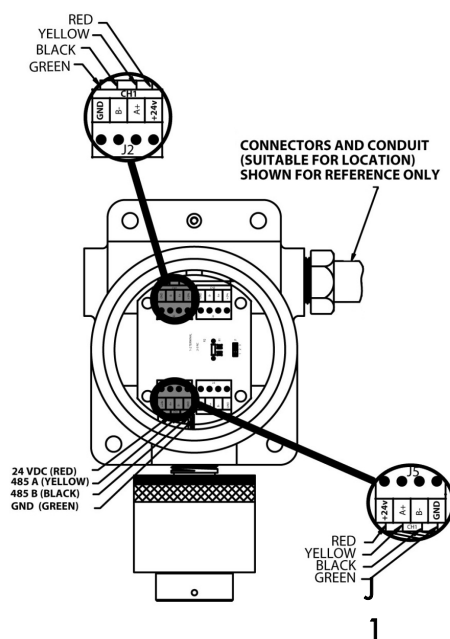 RED
YELLOW
BLACK
GREEN
CH1
GND B- A+ +24v
J2
CONNECTORS AND CONDUIT
(SUITABLE FOR LOCATION)
SHOWN FOR REFERENCE ONLY
24 VDC (RED)
485 A (YELLOW)
485 B (BLACK)
GND (GREEN)
J5
+24v A+ B- GND
CH1
RED
YELLOW
BLACK
GREEN
J
1